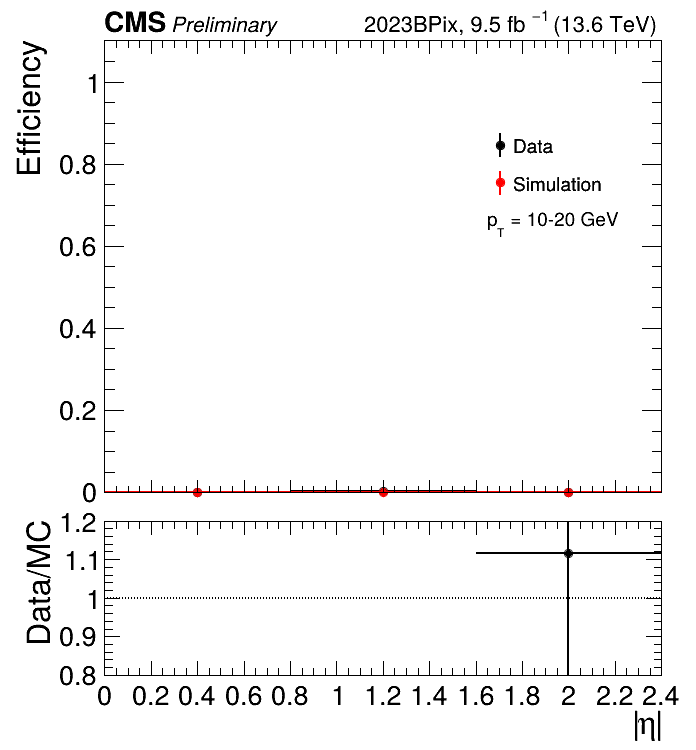 CMS Preliminary 2023BPix, 9.5 fb⁻¹ (13.6 TeV)
Efficiency
1
0.8
0.6
0.4
0.2
0
Data
Simulation
p_T = 10-20 GeV
Data/MC
1.2
1.1
1
0.9
0.8
0 0.2 0.4 0.6 0.8 1 1.2 1.4 1.6 1.8 2 2.2 2.4
|η|